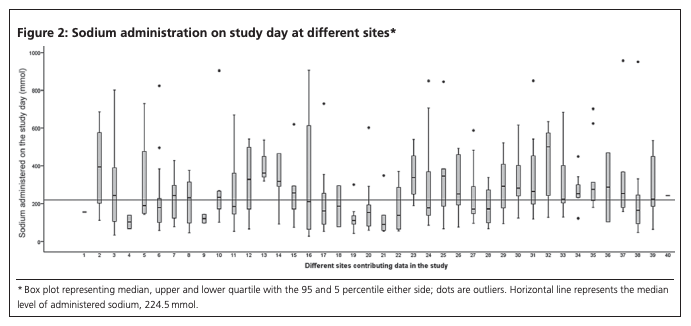 Figure 2: Sodium administration on study day at different sites*
Sodium administered on the study day (mmol)
1000
800
600
400
200
0
1 2 3 4 5 6 7 8 9 10 11 12 13 14 15 16 17 18 19 20 21 22 23 24 25 26 27 28 29 30 31 32 33 34 35 36 37 38 39 40
Different sites contributing data in the study
* Box plot representing median, upper and lower quartile with the 95 and 5 percentile either side; dots are outliers. Horizontal line represents the median
level of administered sodium, 224.5 mmol.